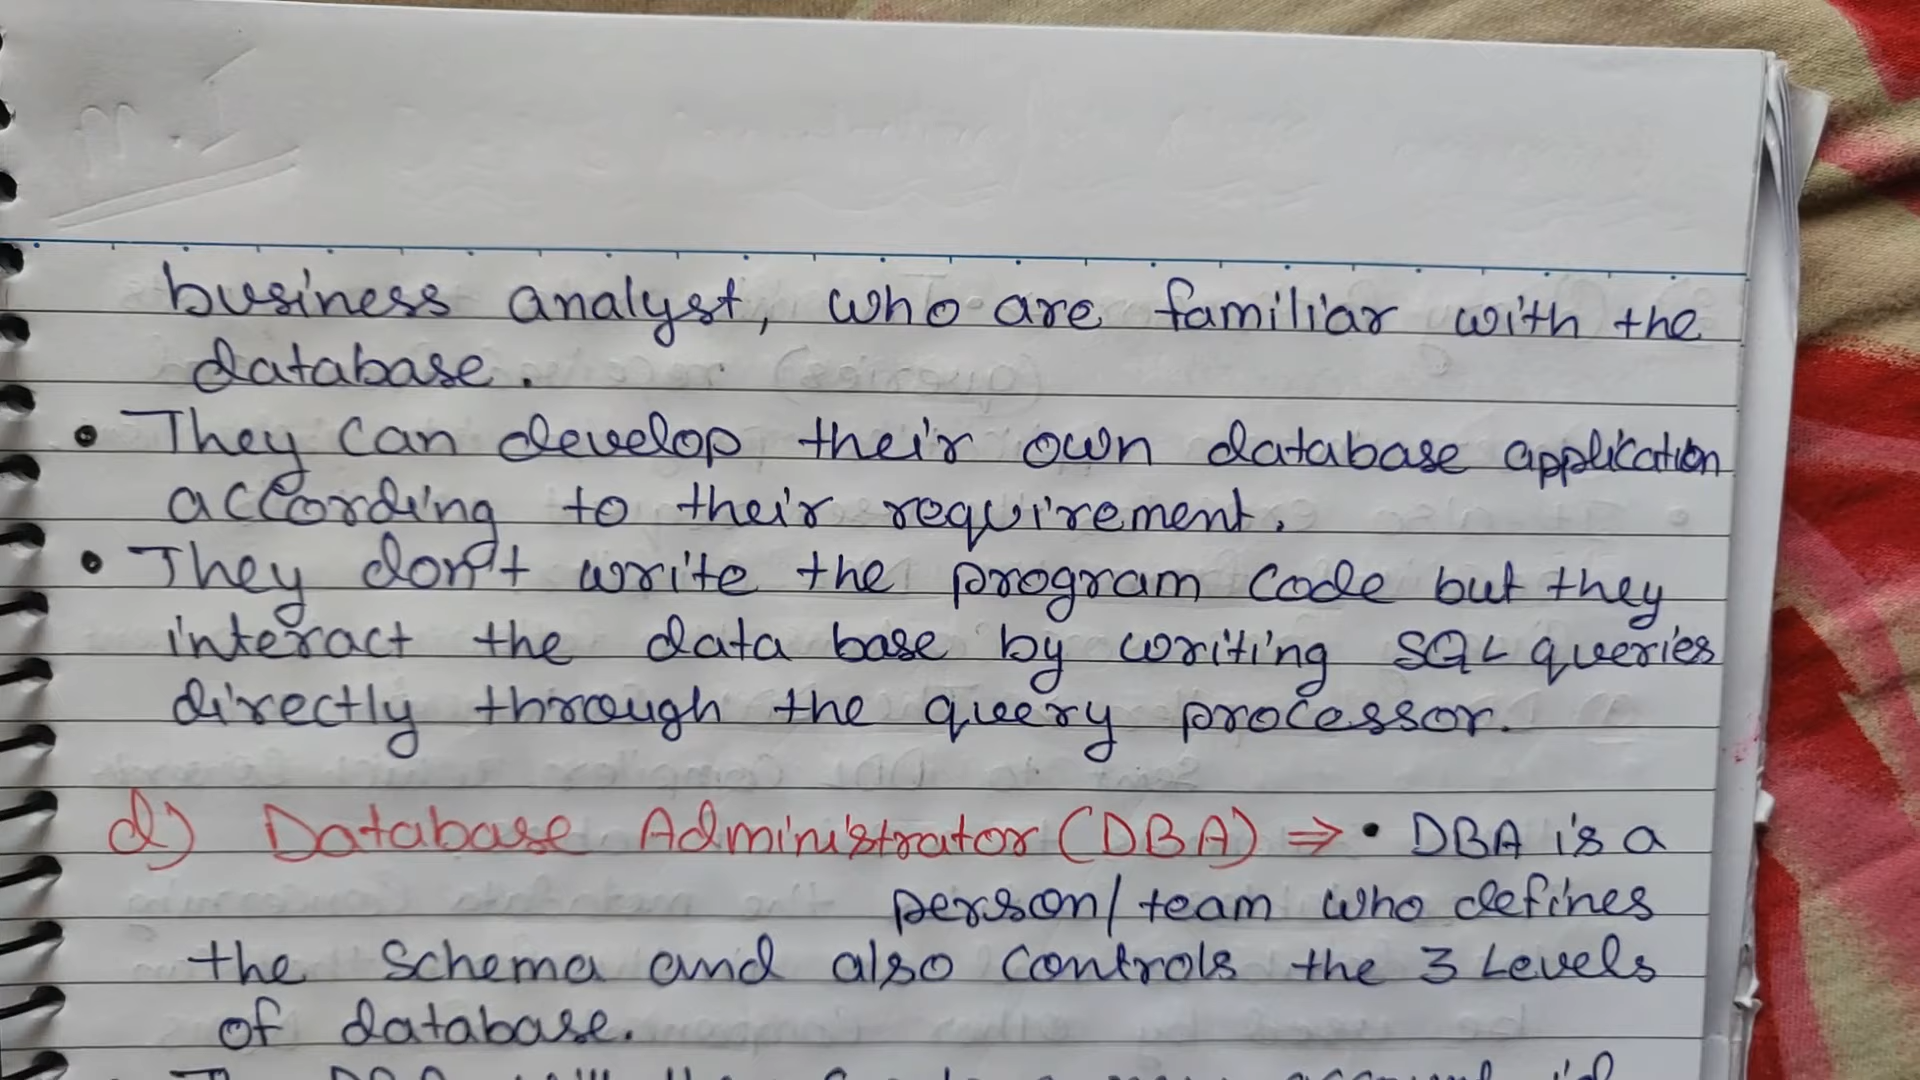 business analyst, who are familiar with the
database.
• They can develop their own database application
according to their requirement.
• They don't write the program code but they
interact the data base by writing SQL queries
directly through the query processor.
d) Database Administrator (DBA) ⇒ • DBA is a
person/team who defines
the schema and also controls the 3 Levels
of database.